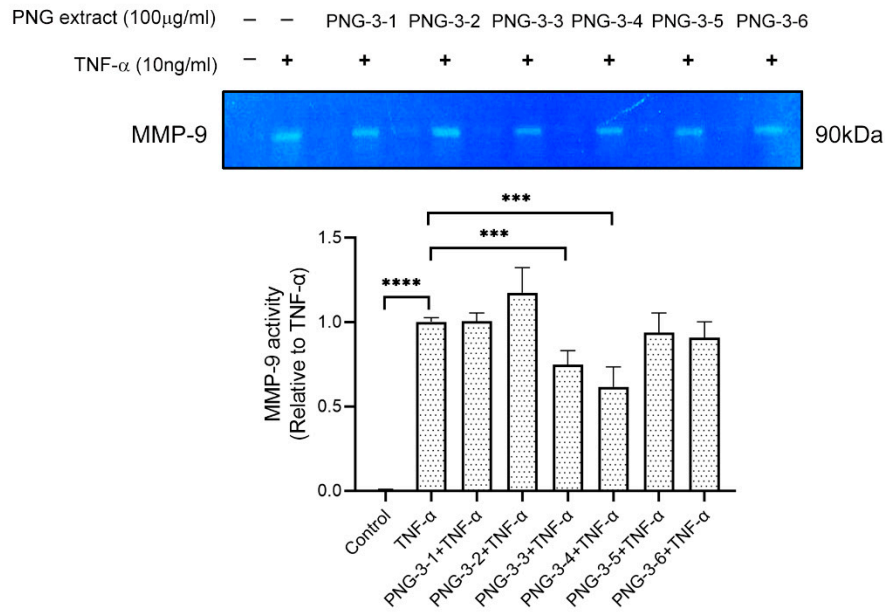 PNG extract (100μg/ml) – – PNG-3-1 PNG-3-2 PNG-3-3 PNG-3-4 PNG-3-5 PNG-3-6
TNF-α (10ng/ml) – + + + + + + +
MMP-9 90kDa
***
***
****
MMP-9 activity
(Relative to TNF-α)
1.5
1.0
0.5
0.0
Control
TNF-α
PNG-3-1+TNF-α
PNG-3-2+TNF-α
PNG-3-3+TNF-α
PNG-3-4+TNF-α
PNG-3-5+TNF-α
PNG-3-6+TNF-α